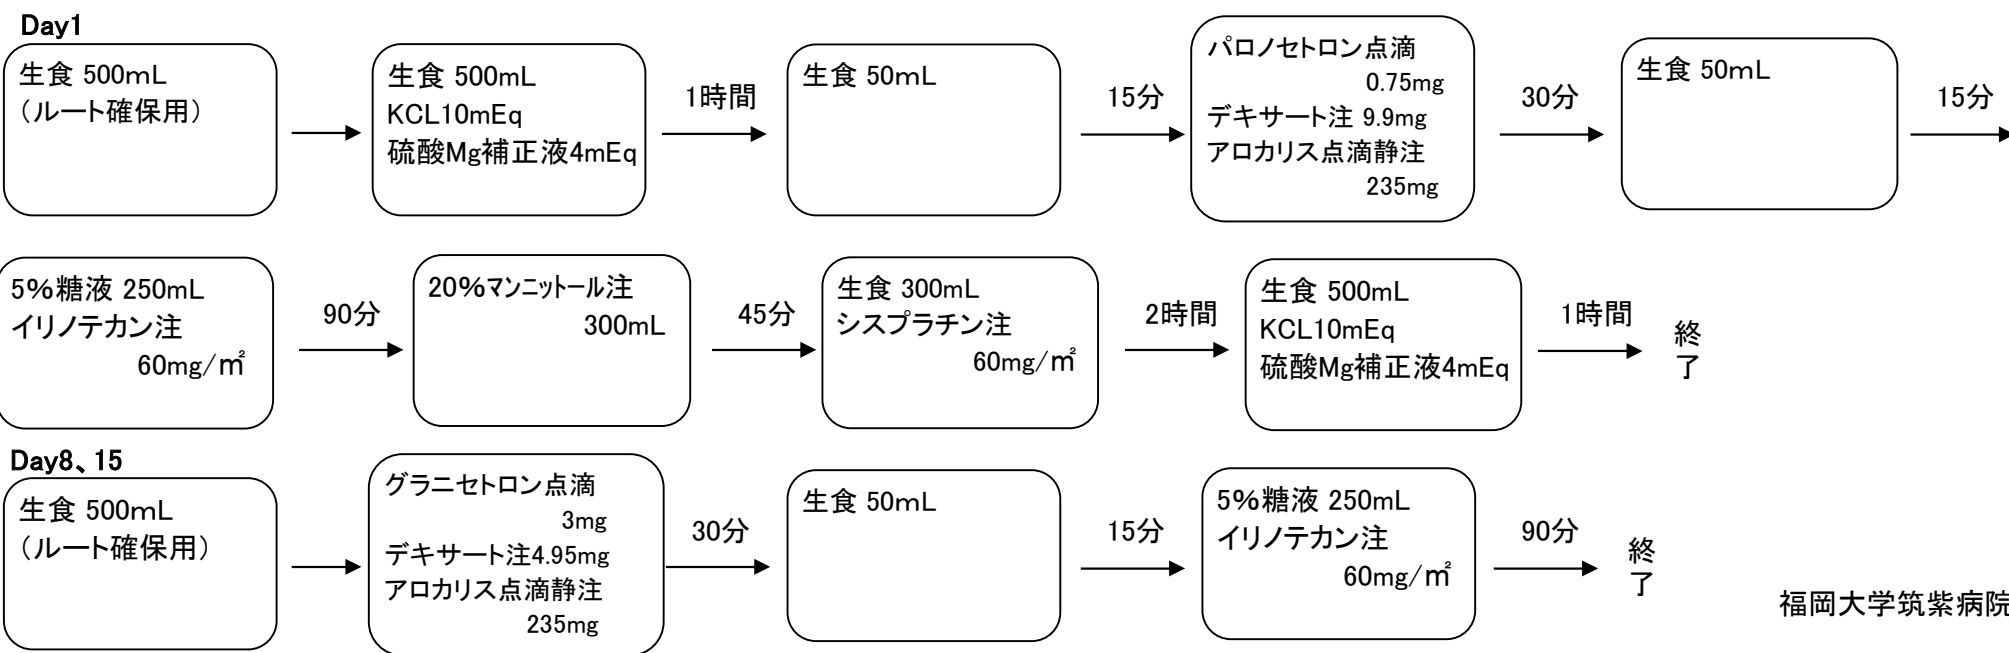 Day1
生食 500mL
(ルート確保用)
生食 500mL
KCL10mEq
硫酸Mg補正液4mEq
1時間
生食 50mL
15分
パロノセトロン点滴
0.75mg
デキサート注 9.9mg
アロカリス点滴静注
235mg
30分
生食 50mL
15分
5%糖液 250mL
イリノテカン注
60mg/㎡
90分
20%マンニットール注
300mL
45分
生食 300mL
シスプラチン注
60mg/㎡
2時間
生食 500mL
KCL10mEq
硫酸Mg補正液4mEq
1時間
終了
Day8、15
生食 500mL
(ルート確保用)
グラニセトロン点滴
3mg
デキサート注4.95mg
アロカリス点滴静注
235mg
30分
生食 50mL
15分
5%糖液 250mL
イリノテカン注
60mg/㎡
90分
終了
福岡大学筑紫病院